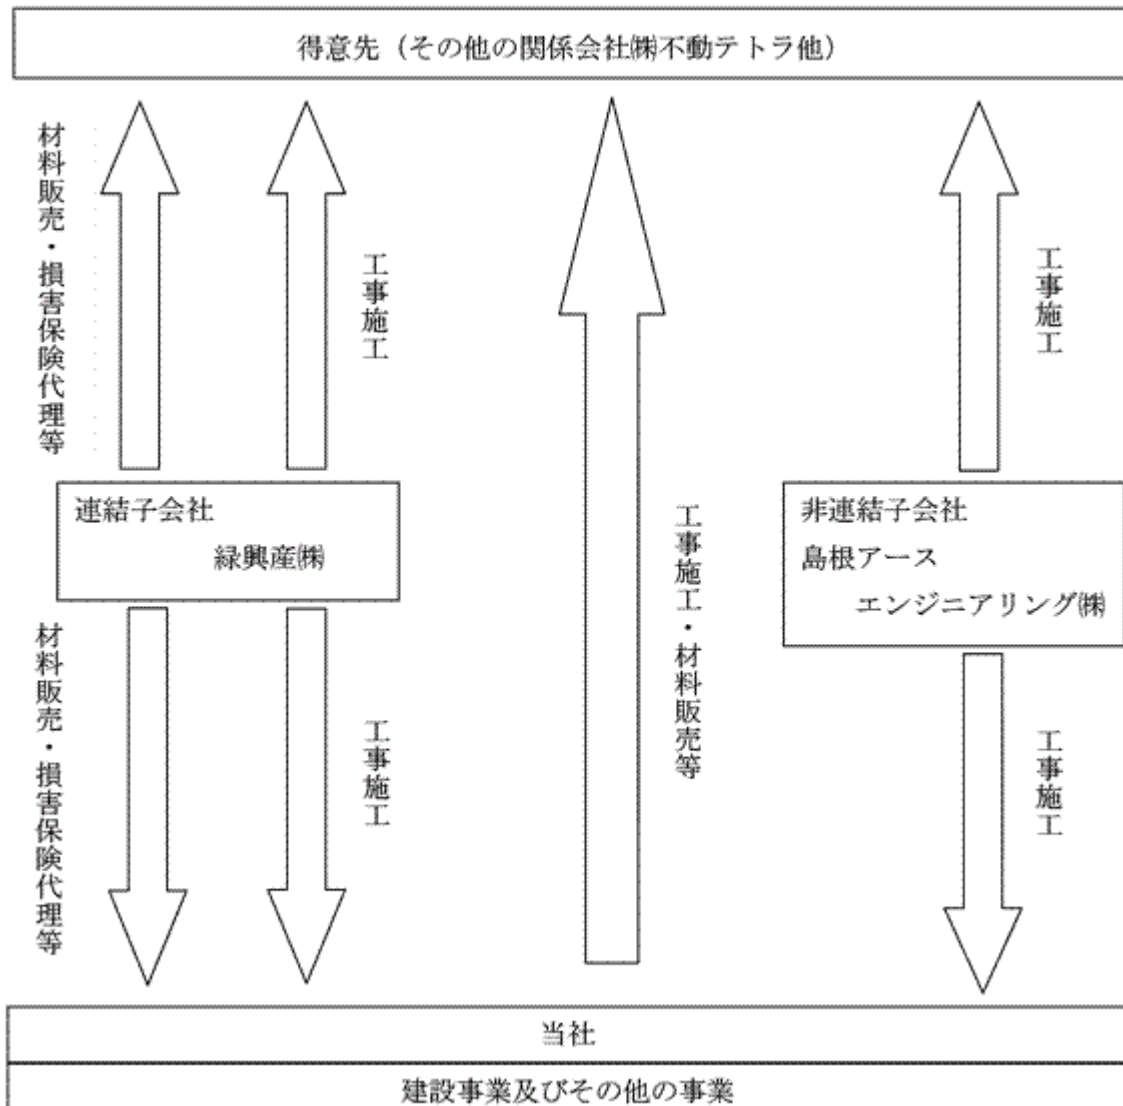 得意先（その他の関係会社㈱不動テトラ他）
材料販売・損害保険代理等
工事施工
工事施工
連結子会社
緑興産㈱
工事施工・材料販売等
非連結子会社
島根アース
エンジニアリング㈱
材料販売・損害保険代理等
工事施工
工事施工
当社
建設事業及びその他の事業